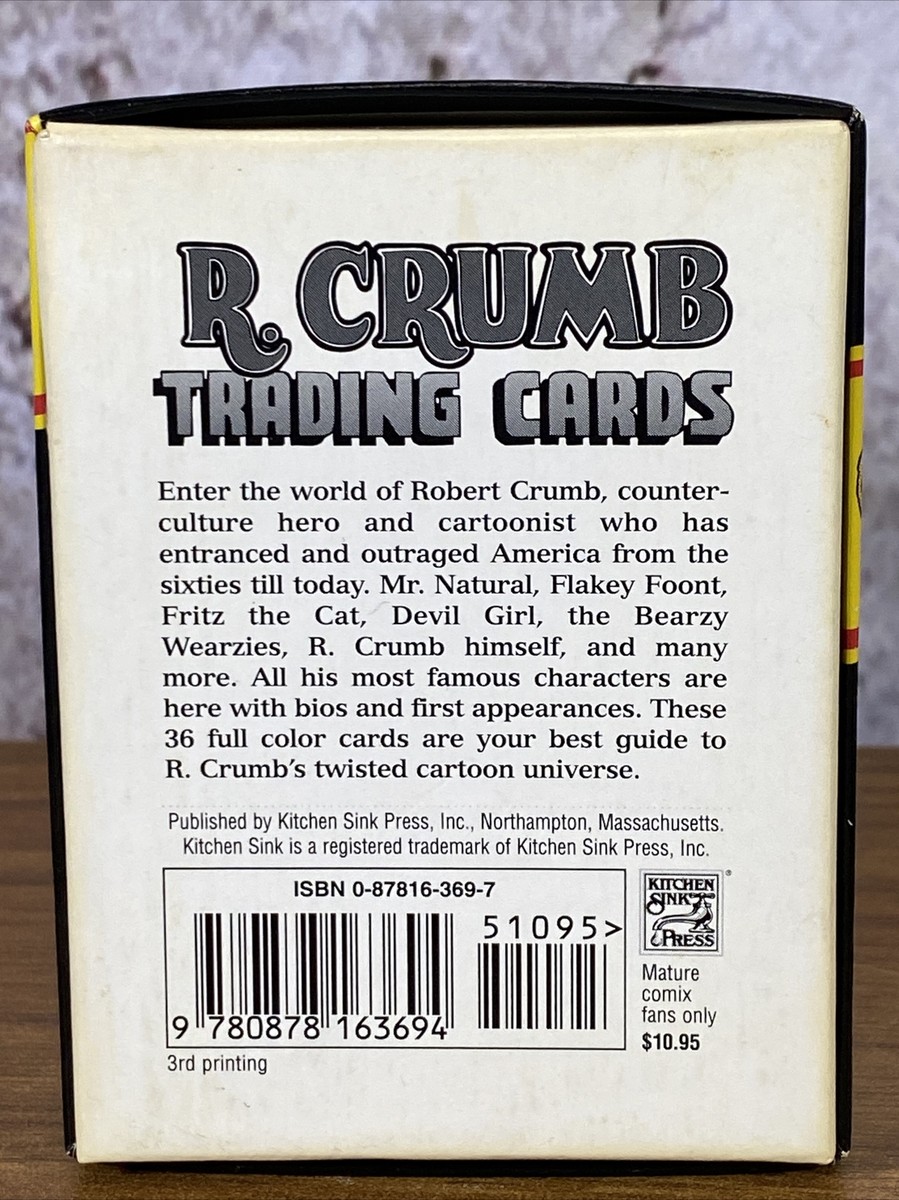 R. CRUMB
TRADING CARDS
Enter the world of Robert Crumb, counter-
culture hero and cartoonist who has
entranced and outraged America from the
sixties till today. Mr. Natural, Flakey Foont,
Fritz the Cat, Devil Girl, the Bearzy
Wearzies, R. Crumb himself, and many
more. All his most famous characters are
here with bios and first appearances. These
36 full color cards are your best guide to
R. Crumb's twisted cartoon universe.
Published by Kitchen Sink Press, Inc., Northampton, Massachusetts.
Kitchen Sink is a registered trademark of Kitchen Sink Press, Inc.
ISBN 0-87816-369-7
51095>
9 780878 163694
3rd printing
KITCHEN
SINK
PRESS
®
Mature
comix
fans only
$10.95